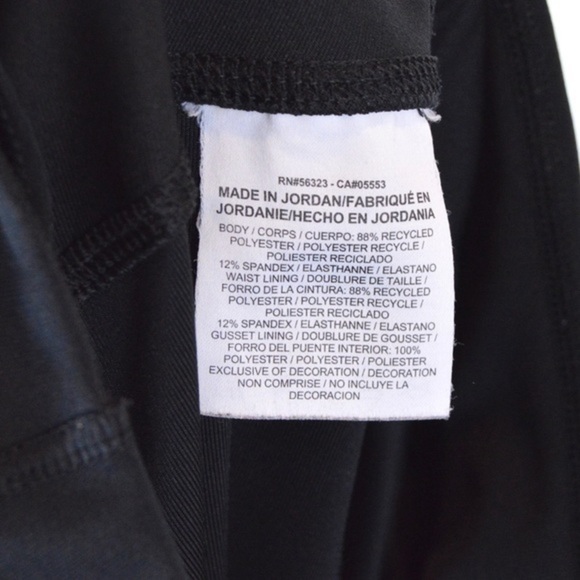 RN#56323 - CA#05553
MADE IN JORDAN/FABRIQUÉ EN
JORDANIE/HECHO EN JORDANIA
BODY / CORPS / CUERPO: 88% RECYCLED
POLYESTER / POLYESTER RECYCLE /
POLIESTER RECICLADO
12% SPANDEX / ELASTHANNE / ELASTANO
WAIST LINING / DOUBLURE DE TAILLE /
FORRO DE LA CINTURA: 88% RECYCLED
POLYESTER / POLYESTER RECYCLE /
POLIESTER RECICLADO
12% SPANDEX / ELASTHANNE / ELASTANO
GUSSET LINING / DOUBLURE DE GOUSSET /
FORRO DEL PUENTE INTERIOR: 100%
POLYESTER / POLYESTER / POLIESTER
EXCLUSIVE OF DECORATION / DECORATION
NON COMPRISE / NO INCLUYE LA
DECORACION